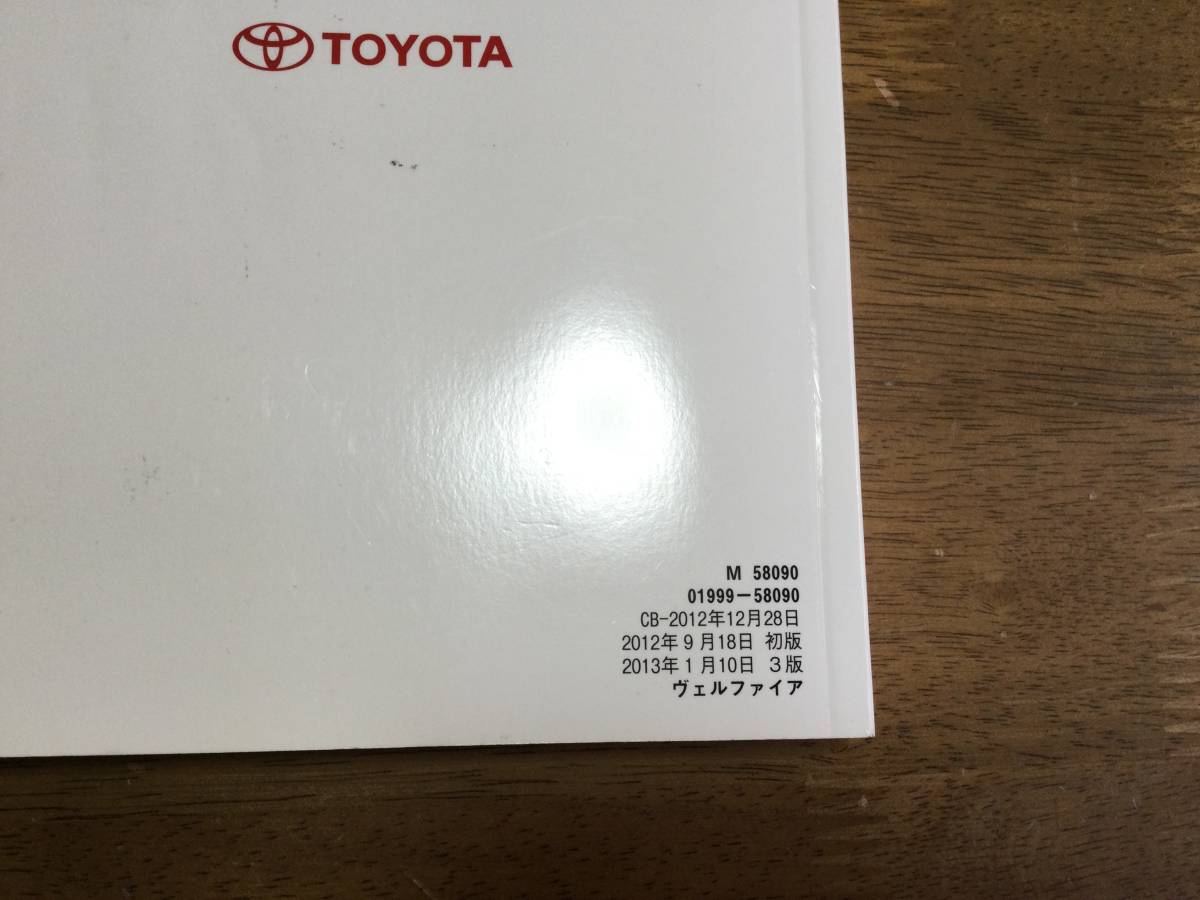 TOYOTA
M 58090
01999-58090
CB-2012年12月28日
2012年9月18日 初版
2013年1月10日 3版
ヴェルファイア